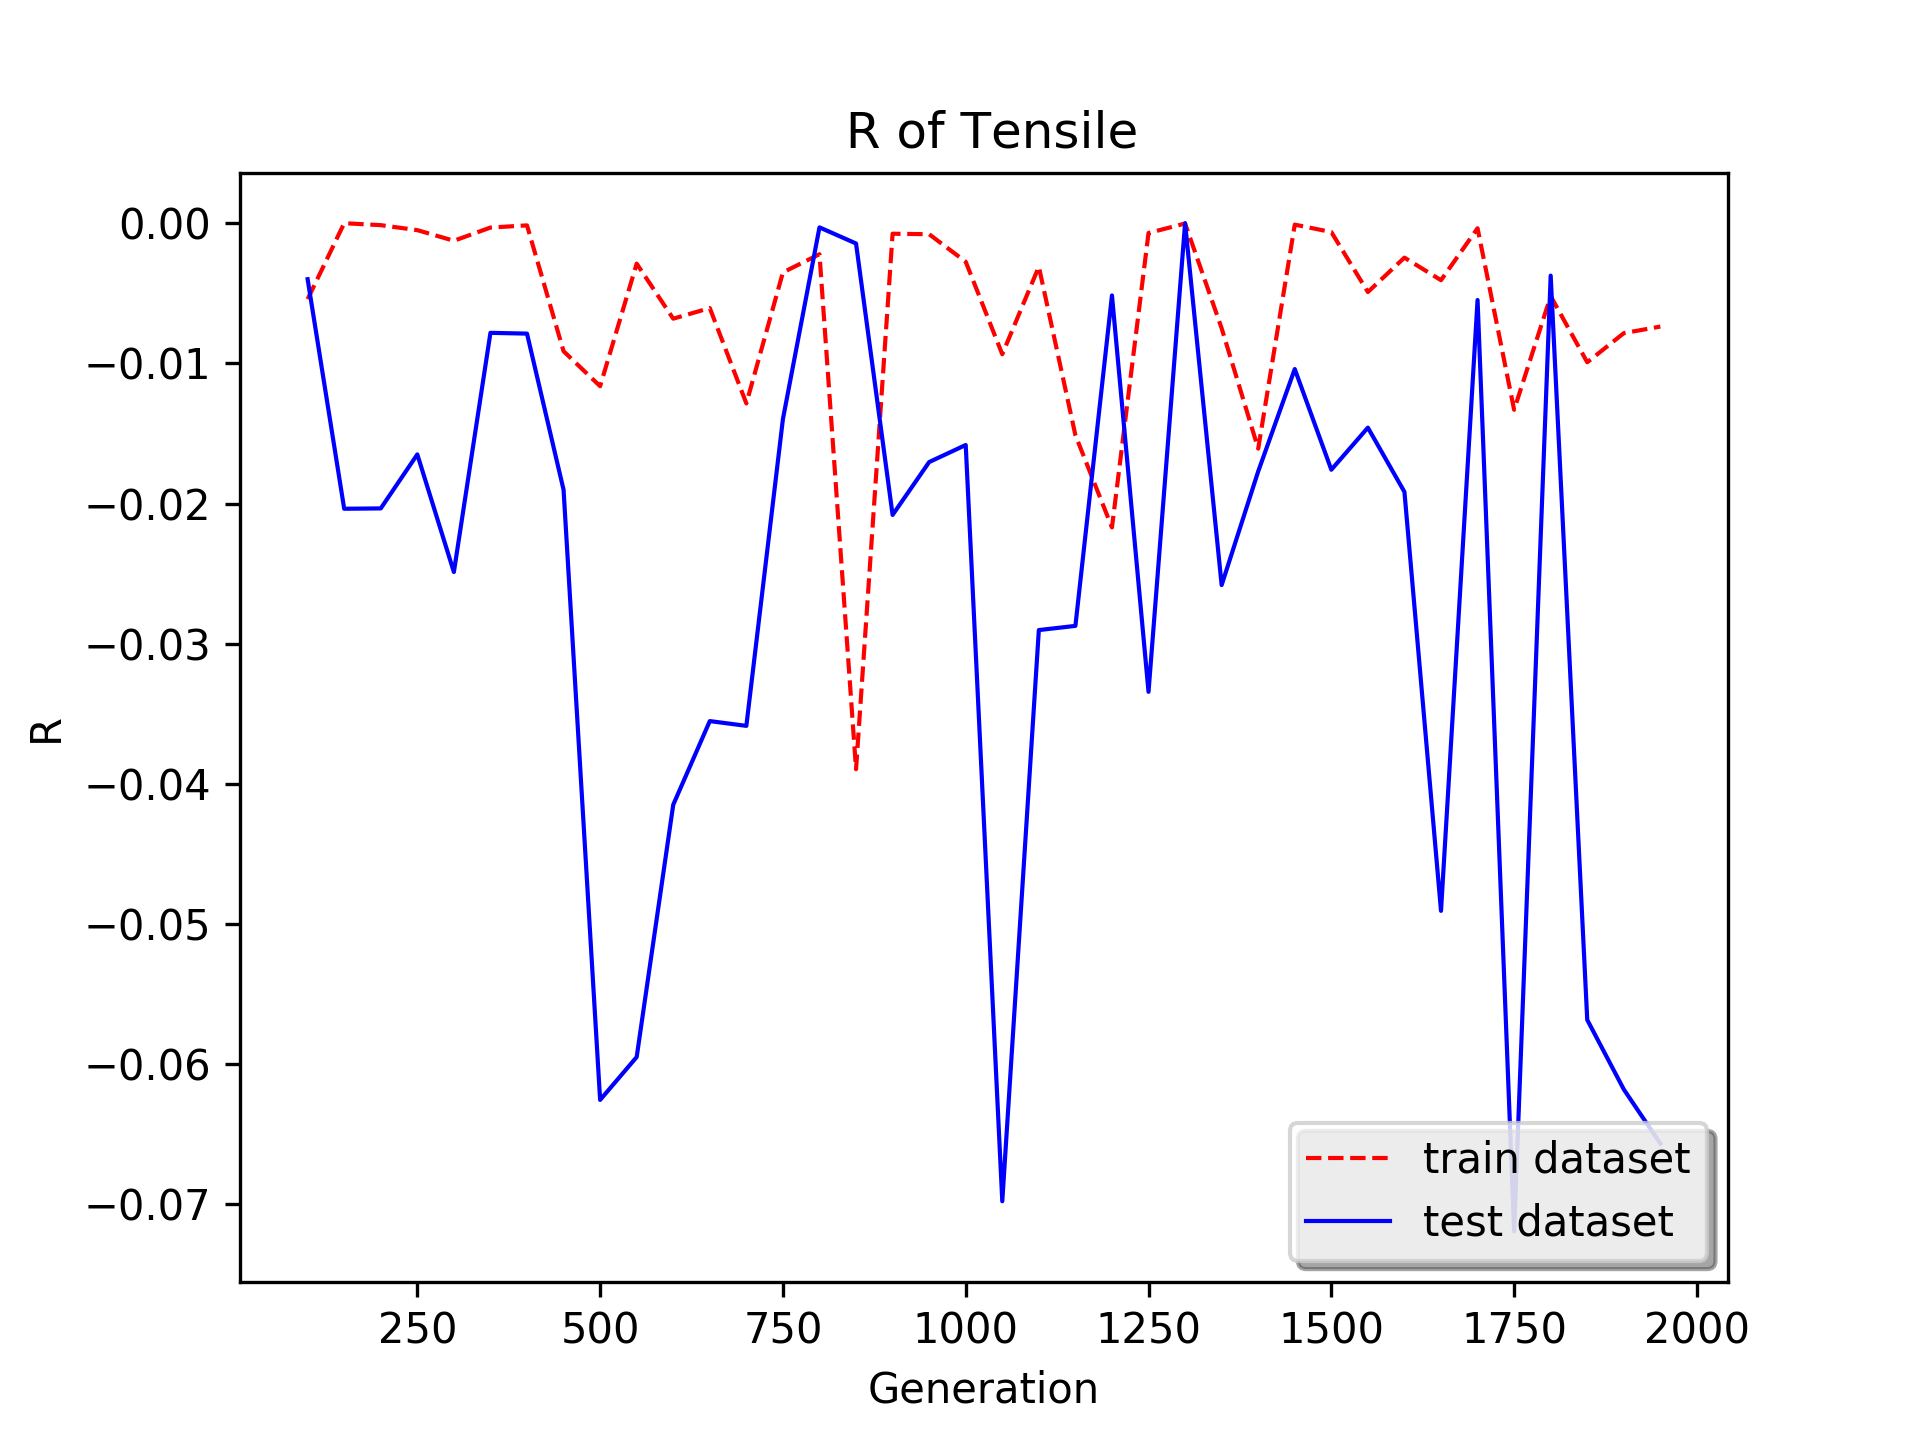 R of Tensile
0.00
−0.01
−0.02
−0.03
−0.04
−0.05
−0.06
−0.07
R
train dataset
test dataset
250 500 750 1000 1250 1500 1750 2000
Generation